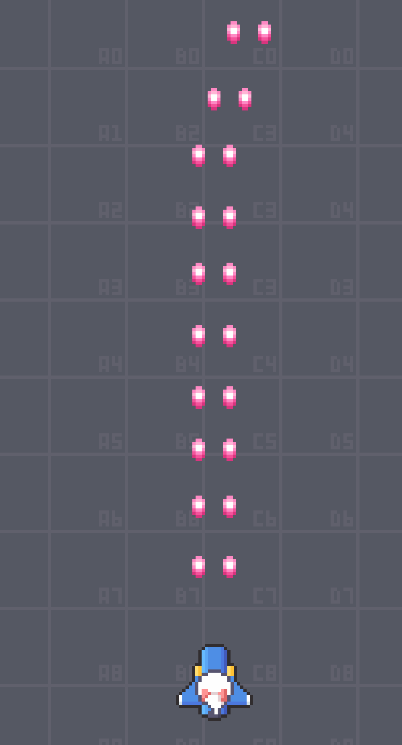 A0 B0 C0 D0
A1 B2 C3 D4
A2 B3 C3 D4
A3 B3 C3 D3
A4 B4 C4 D4
A5 C5 D5
A6 B6 C6 D6
A7 B7 C7 D7
A8 C8 D8